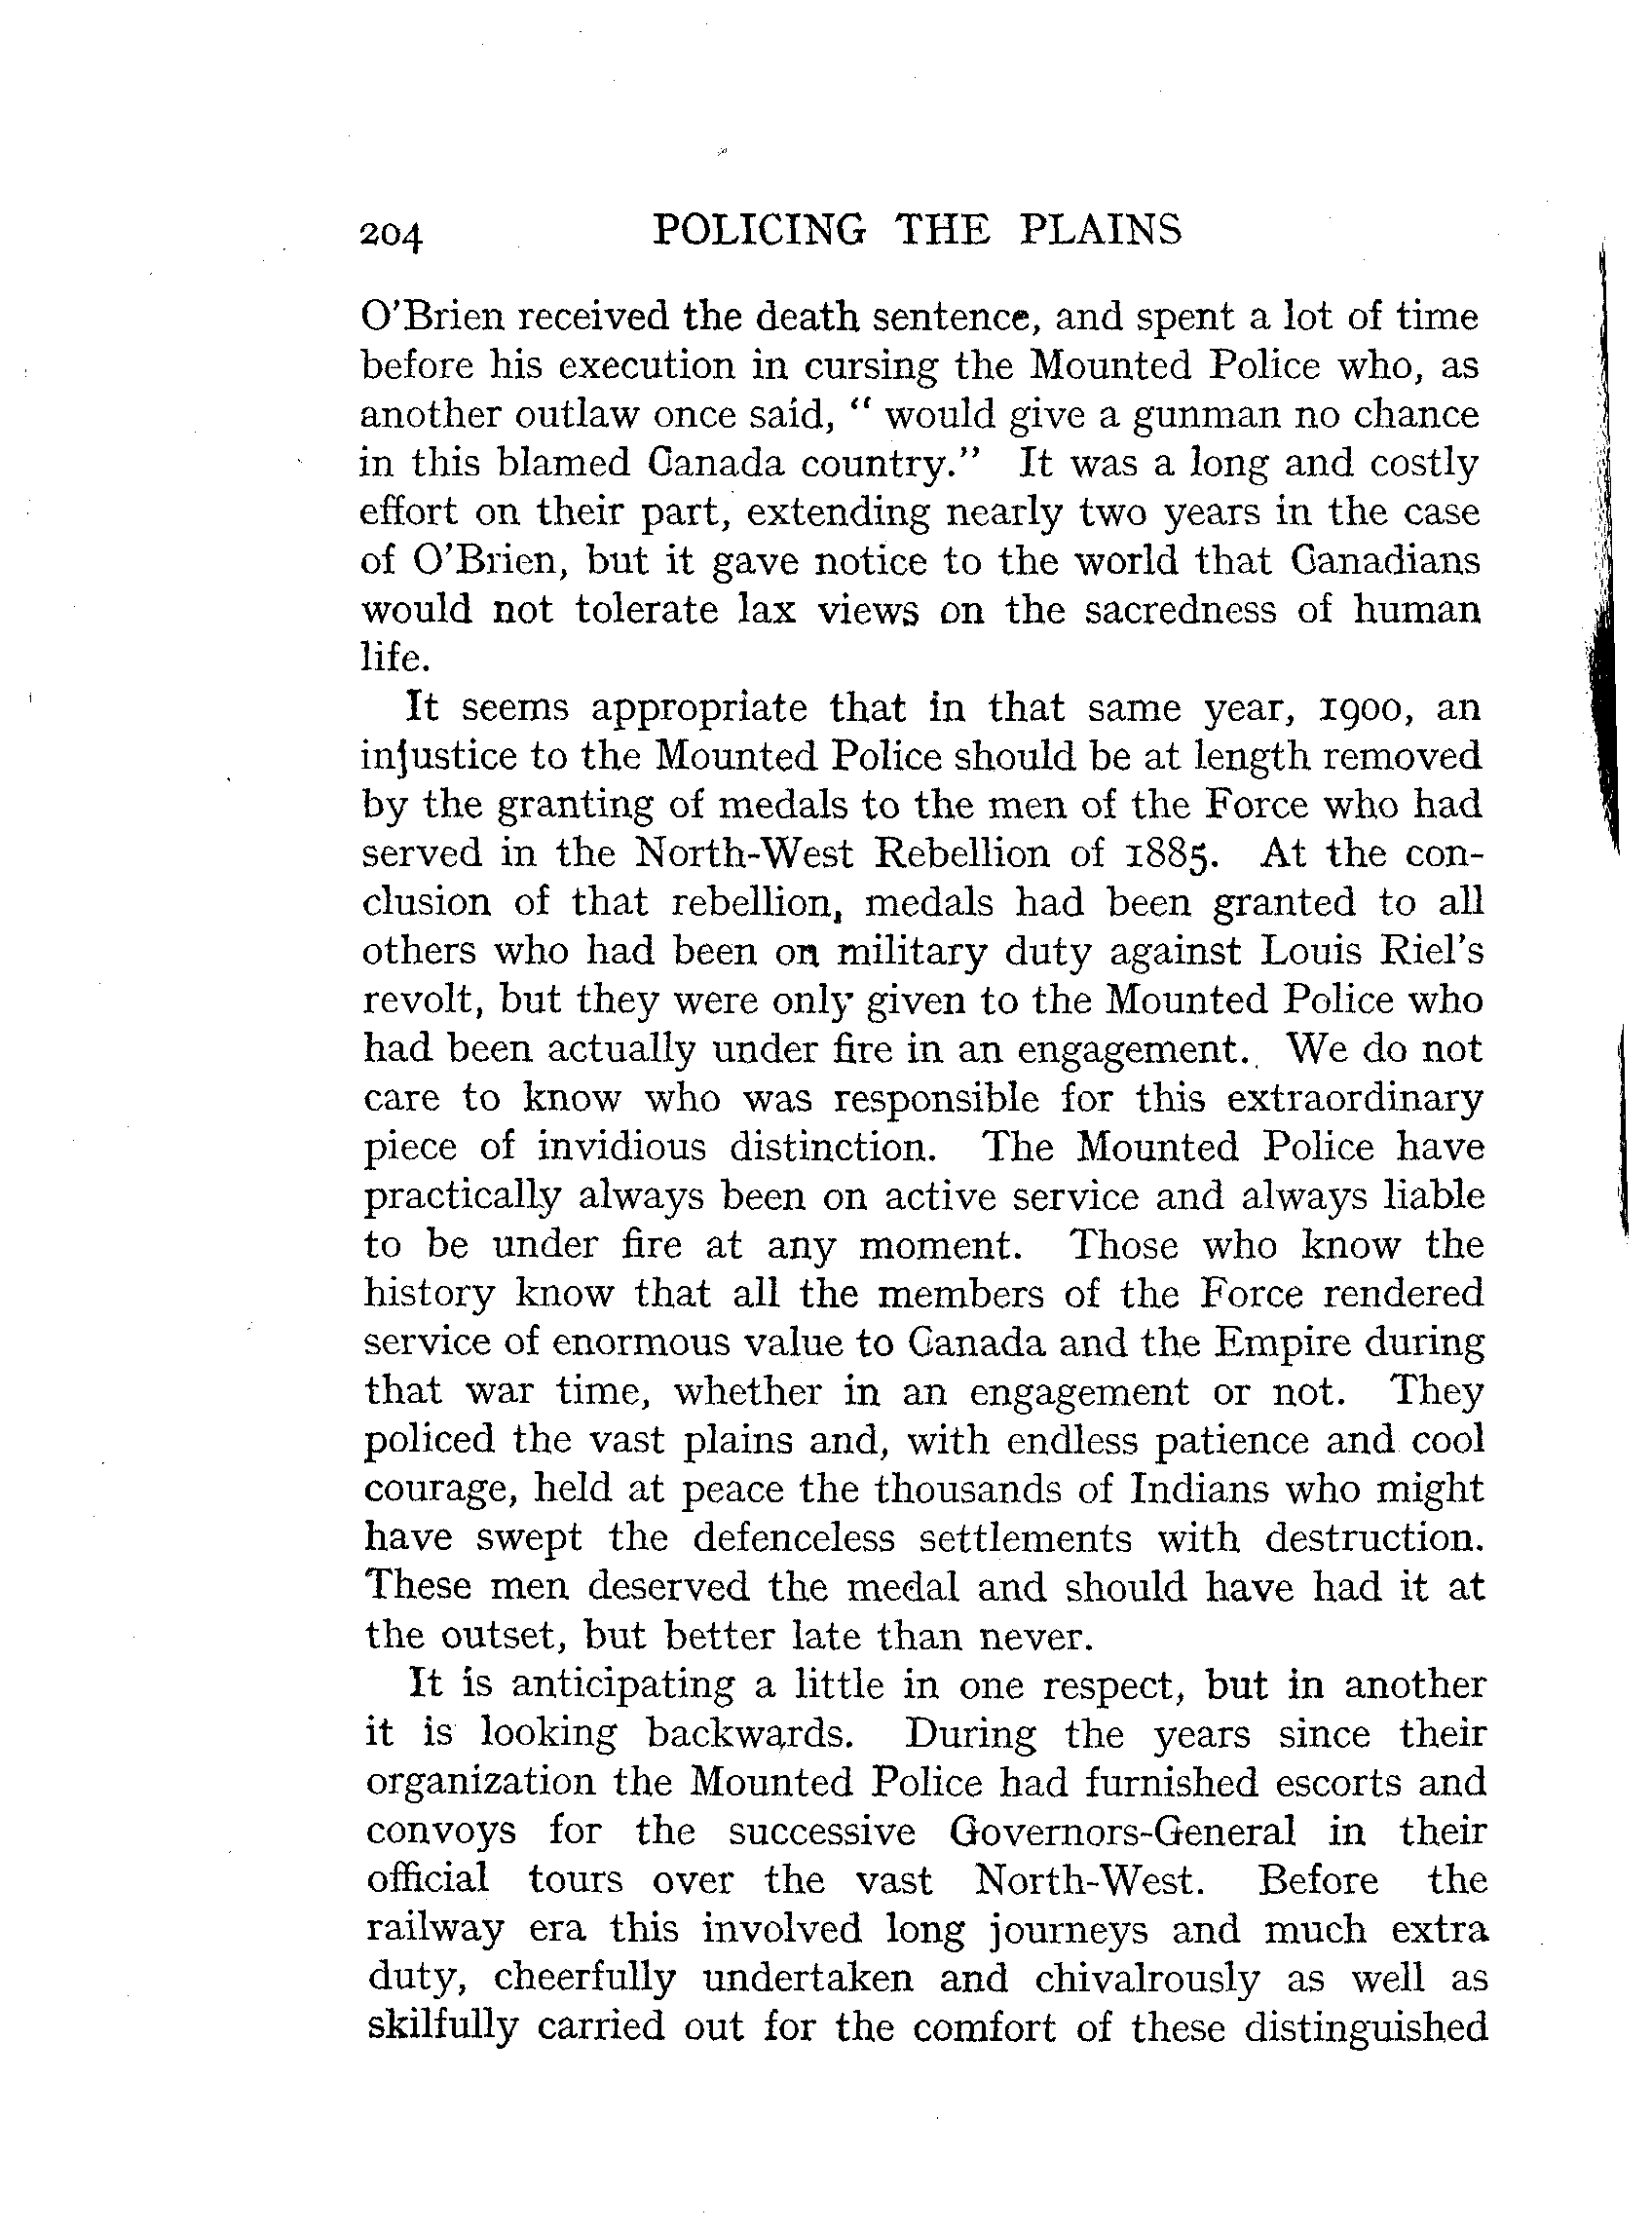 204 POLICING THE PLAINS
O'Brien received the death sentence, and spent a lot of time
before his execution in cursing the Mounted Police who, as
another outlaw once said, " would give a gunman no chance
in this blamed Canada country." It was a long and costly
effort on their part, extending nearly two years in the case
of O'Brien, but it gave notice to the world that Canadians
would not tolerate lax views on the sacredness of human
life.
It seems appropriate that in that same year, 1900, an
injustice to the Mounted Police should be at length removed
by the granting of medals to the men of the Force who had
served in the North-West Rebellion of 1885. At the con-
clusion of that rebellion, medals had been granted to all
others who had been on military duty against Louis Riel's
revolt, but they were only given to the Mounted Police who
had been actually under fire in an engagement. We do not
care to know who was responsible for this extraordinary
piece of invidious distinction. The Mounted Police have
practically always been on active service and always liable
to be under fire at any moment. Those who know the
history know that all the members of the Force rendered
service of enormous value to Canada and the Empire during
that war time, whether in an engagement or not. They
policed the vast plains and, with endless patience and cool
courage, held at peace the thousands of Indians who might
have swept the defenceless settlements with destruction.
These men deserved the medal and should have had it at
the outset, but better late than never.
It is anticipating a little in one respect, but in another
it is looking backwards. During the years since their
organization the Mounted Police had furnished escorts and
convoys for the successive Governors-General in their
official tours over the vast North-West. Before the
railway era this involved long journeys and much extra
duty, cheerfully undertaken and chivalrously as well as
skilfully carried out for the comfort of these distinguished